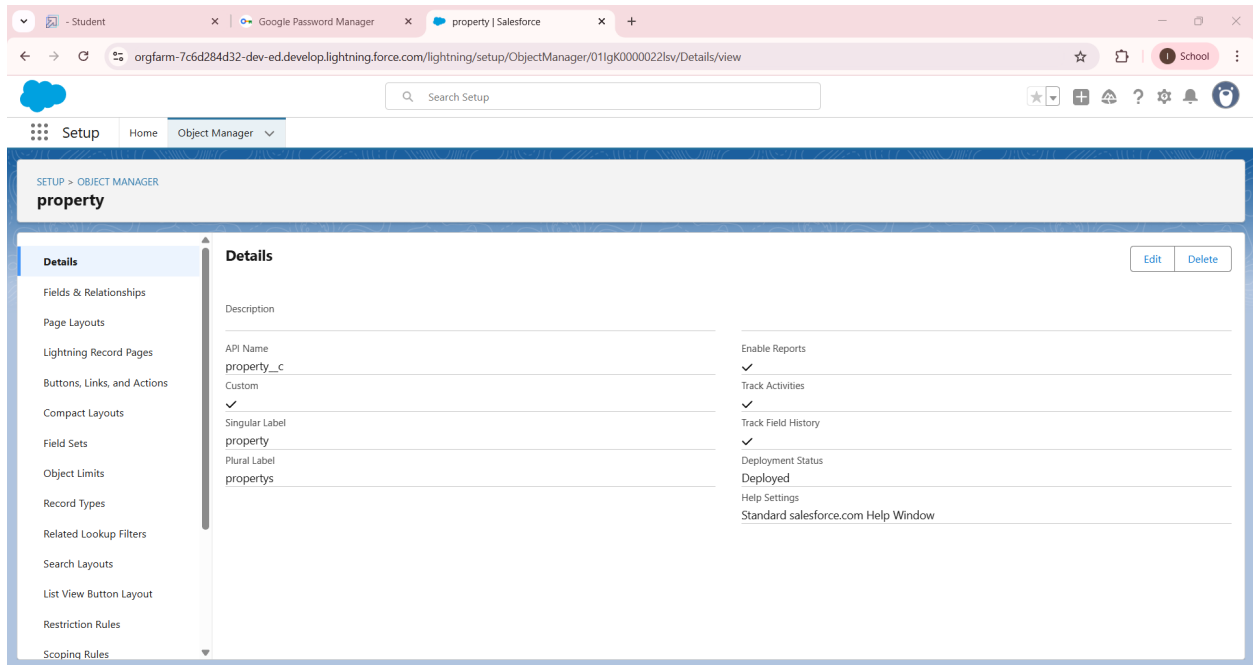 - Student
Google Password Manager
property | Salesforce
orgfarm-7c6d284d32-dev-ed.develop.lightning.force.com/lightning/setup/ObjectManager/01IgK0000022lsv/Details/view
I School
Search Setup
Setup Home Object Manager
SETUP > OBJECT MANAGER
property
Details
Fields & Relationships
Page Layouts
Lightning Record Pages
Buttons, Links, and Actions
Compact Layouts
Field Sets
Object Limits
Record Types
Related Lookup Filters
Search Layouts
List View Button Layout
Restriction Rules
Scoping Rules
Details
Edit Delete
Description
API Name
property__c
Custom
Singular Label
property
Plural Label
propertys
Enable Reports
Track Activities
Track Field History
Deployment Status
Deployed
Help Settings
Standard salesforce.com Help Window